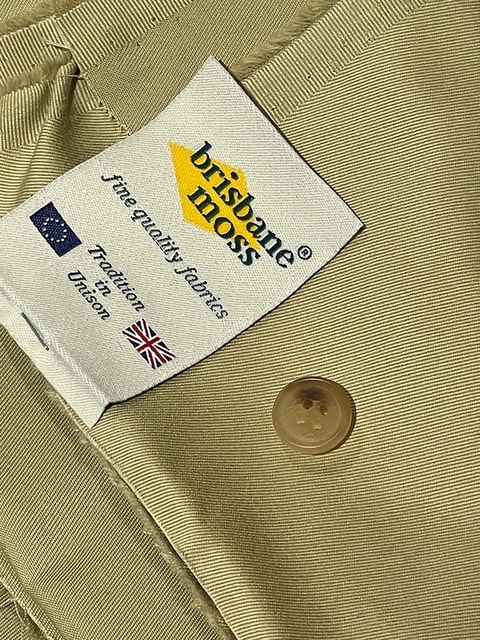 brisbane
moss®
fine quality fabrics
Tradition
in
Unison